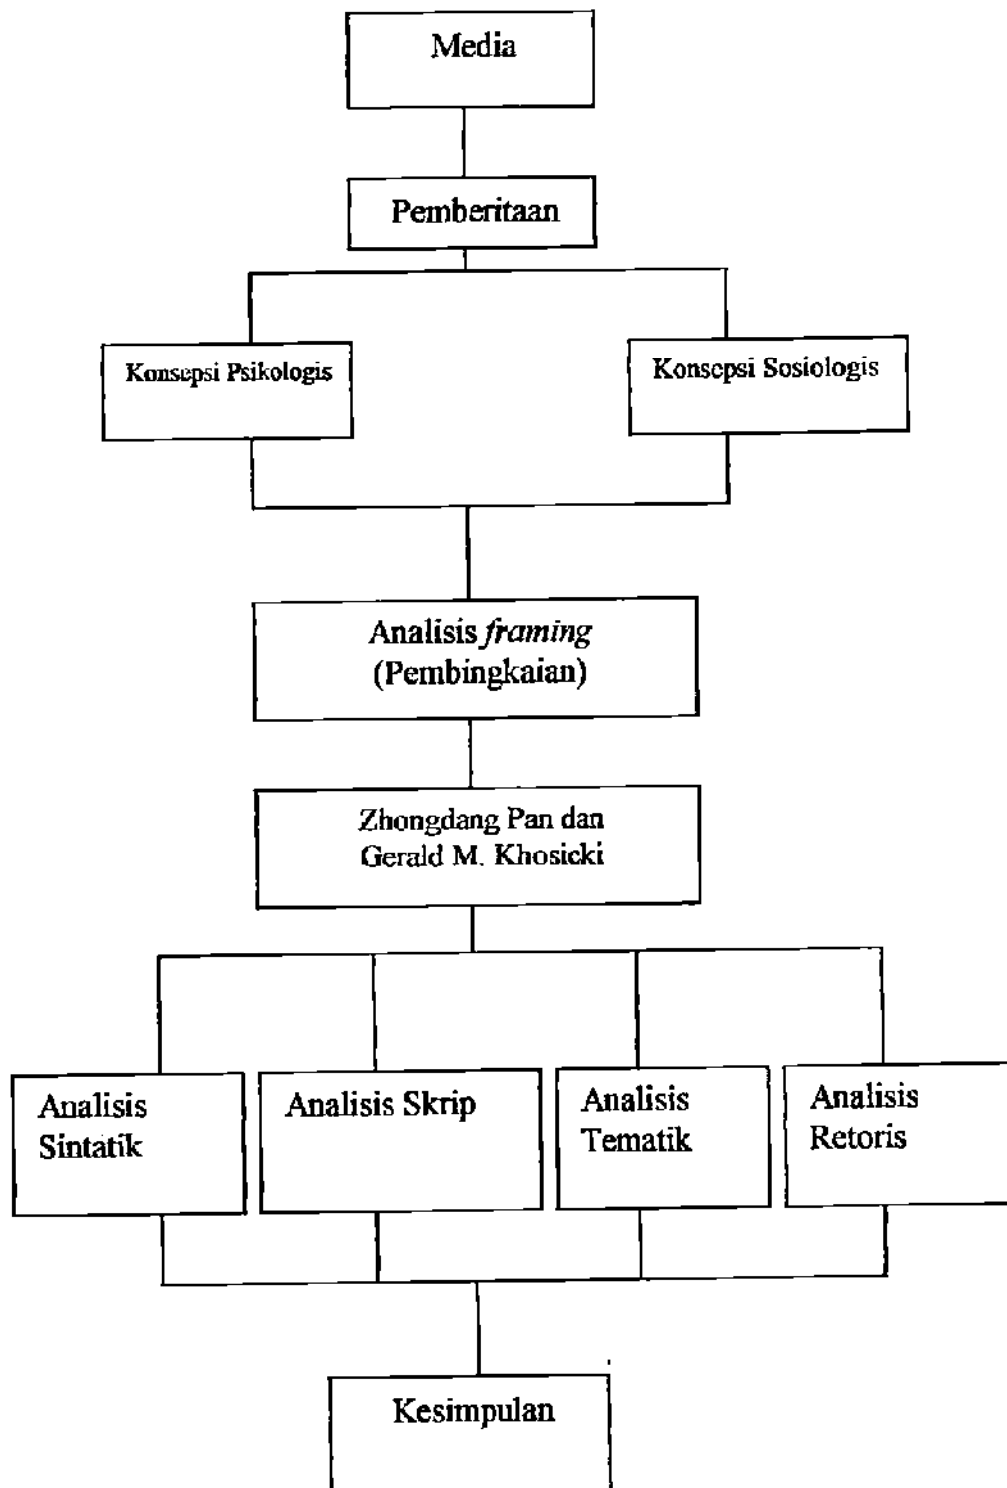 Media
Pemberitaan
Konsepsi Psikologis
Konsepsi Sosiologis
Analisis framing
(Pembingkaian)
Zhongdang Pan dan
Gerald M. Khosicki
Analisis
Sintatik
Analisis Skrip
Analisis
Tematik
Analisis
Retoris
Kesimpulan